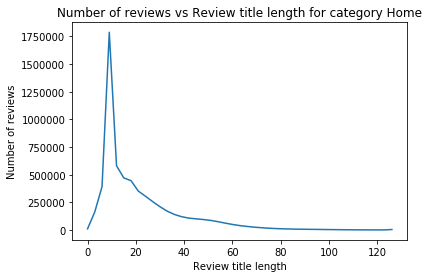 Number of reviews vs Review title length for category Home
1750000
1500000
1250000
1000000
750000
500000
250000
0
Number of reviews
0 20 40 60 80 100 120
Review title length